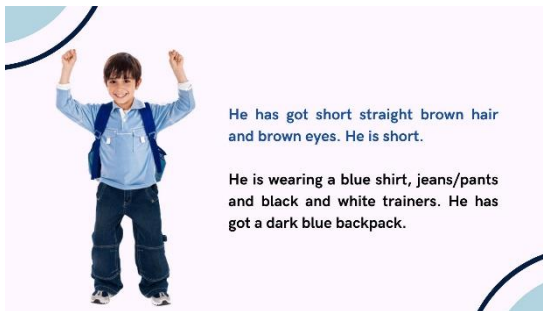 He has got short straight brown hair
and brown eyes. He is short.
He is wearing a blue shirt, jeans/pants
and black and white trainers. He has
got a dark blue backpack.